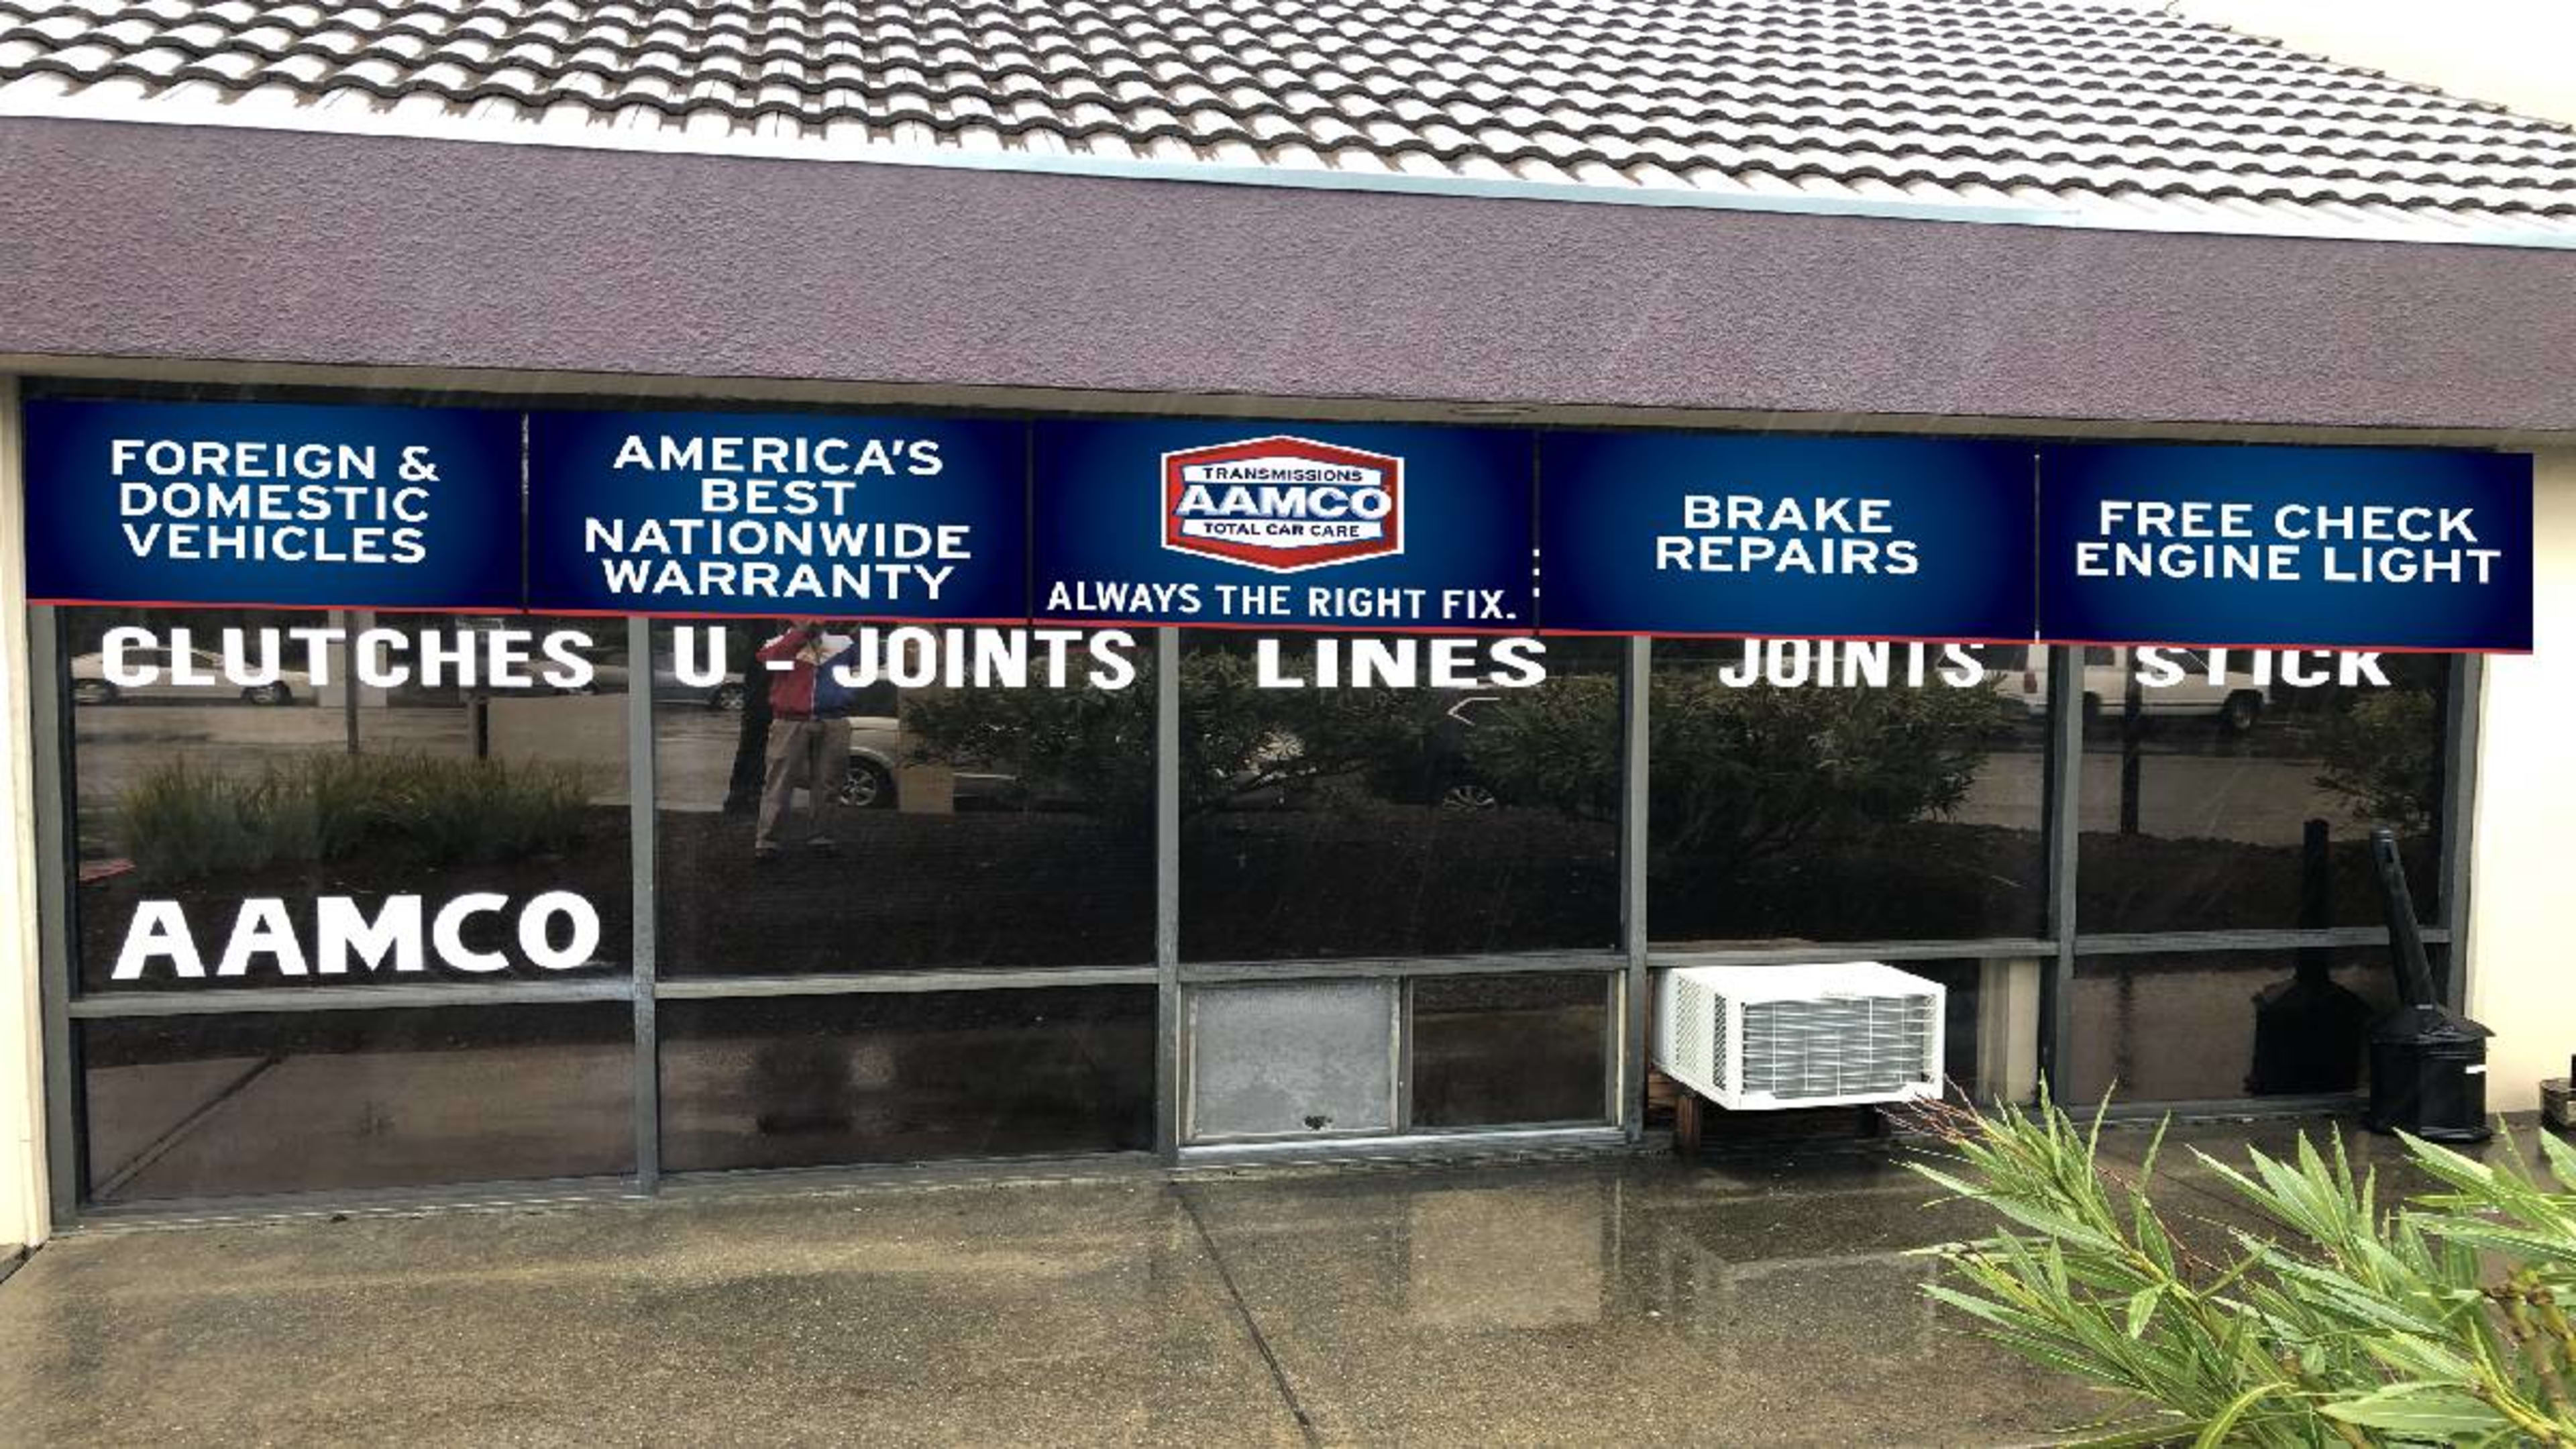 FOREIGN &
DOMESTIC
VEHICLES
AMERICA'S
BEST
NATIONWIDE
WARRANTY
TRANSMISSIONS
AAMCO
TOTAL CAR CARE
ALWAYS THE RIGHT FIX.
BRAKE
REPAIRS
FREE CHECK
ENGINE LIGHT
CLUTCHES U - JOINTS LINES JOINTS STICK
AAMCO